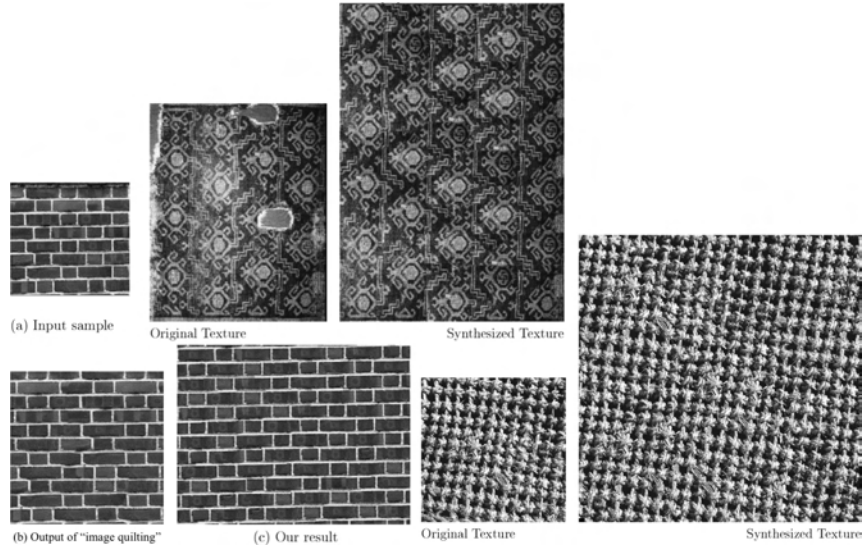 (a) Input sample
Original Texture
Synthesized Texture
(b) Output of "image quilting"
(c) Our result
Original Texture
Synthesized Texture